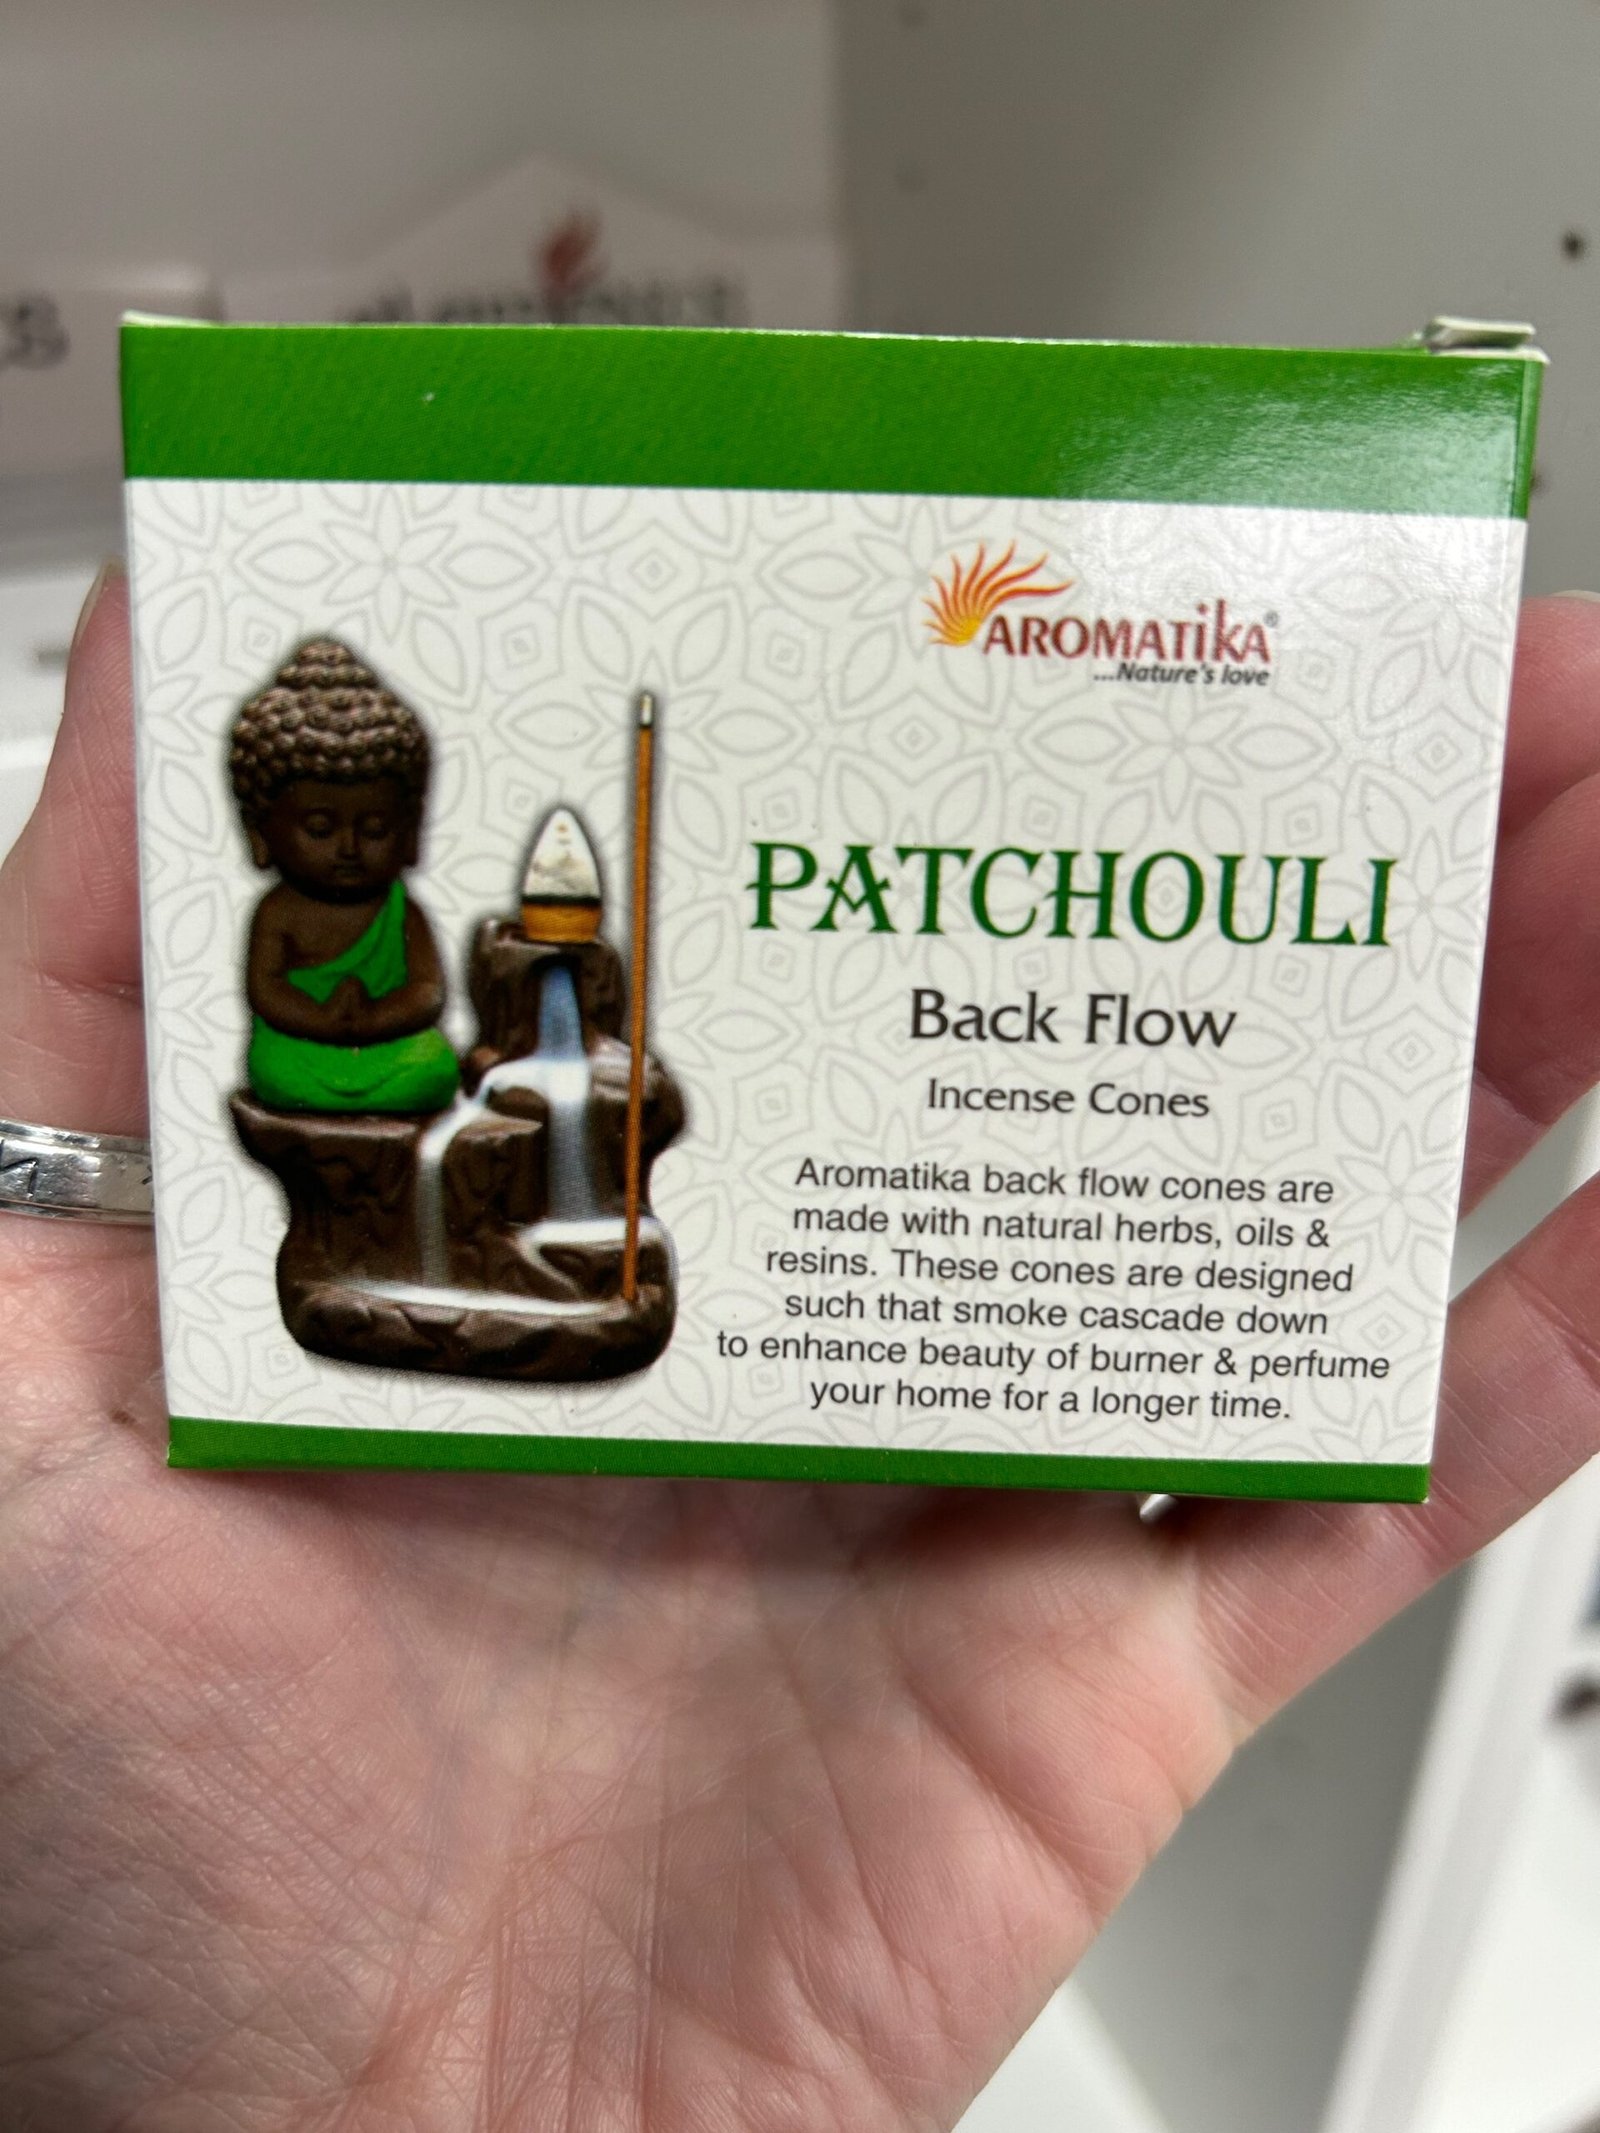 AROMATIKA®
...Nature's love
PATCHOULI
Back Flow
Incense Cones
Aromatika back flow cones are
made with natural herbs, oils &
resins. These cones are designed
such that smoke cascade down
to enhance beauty of burner & perfume
your home for a longer time.